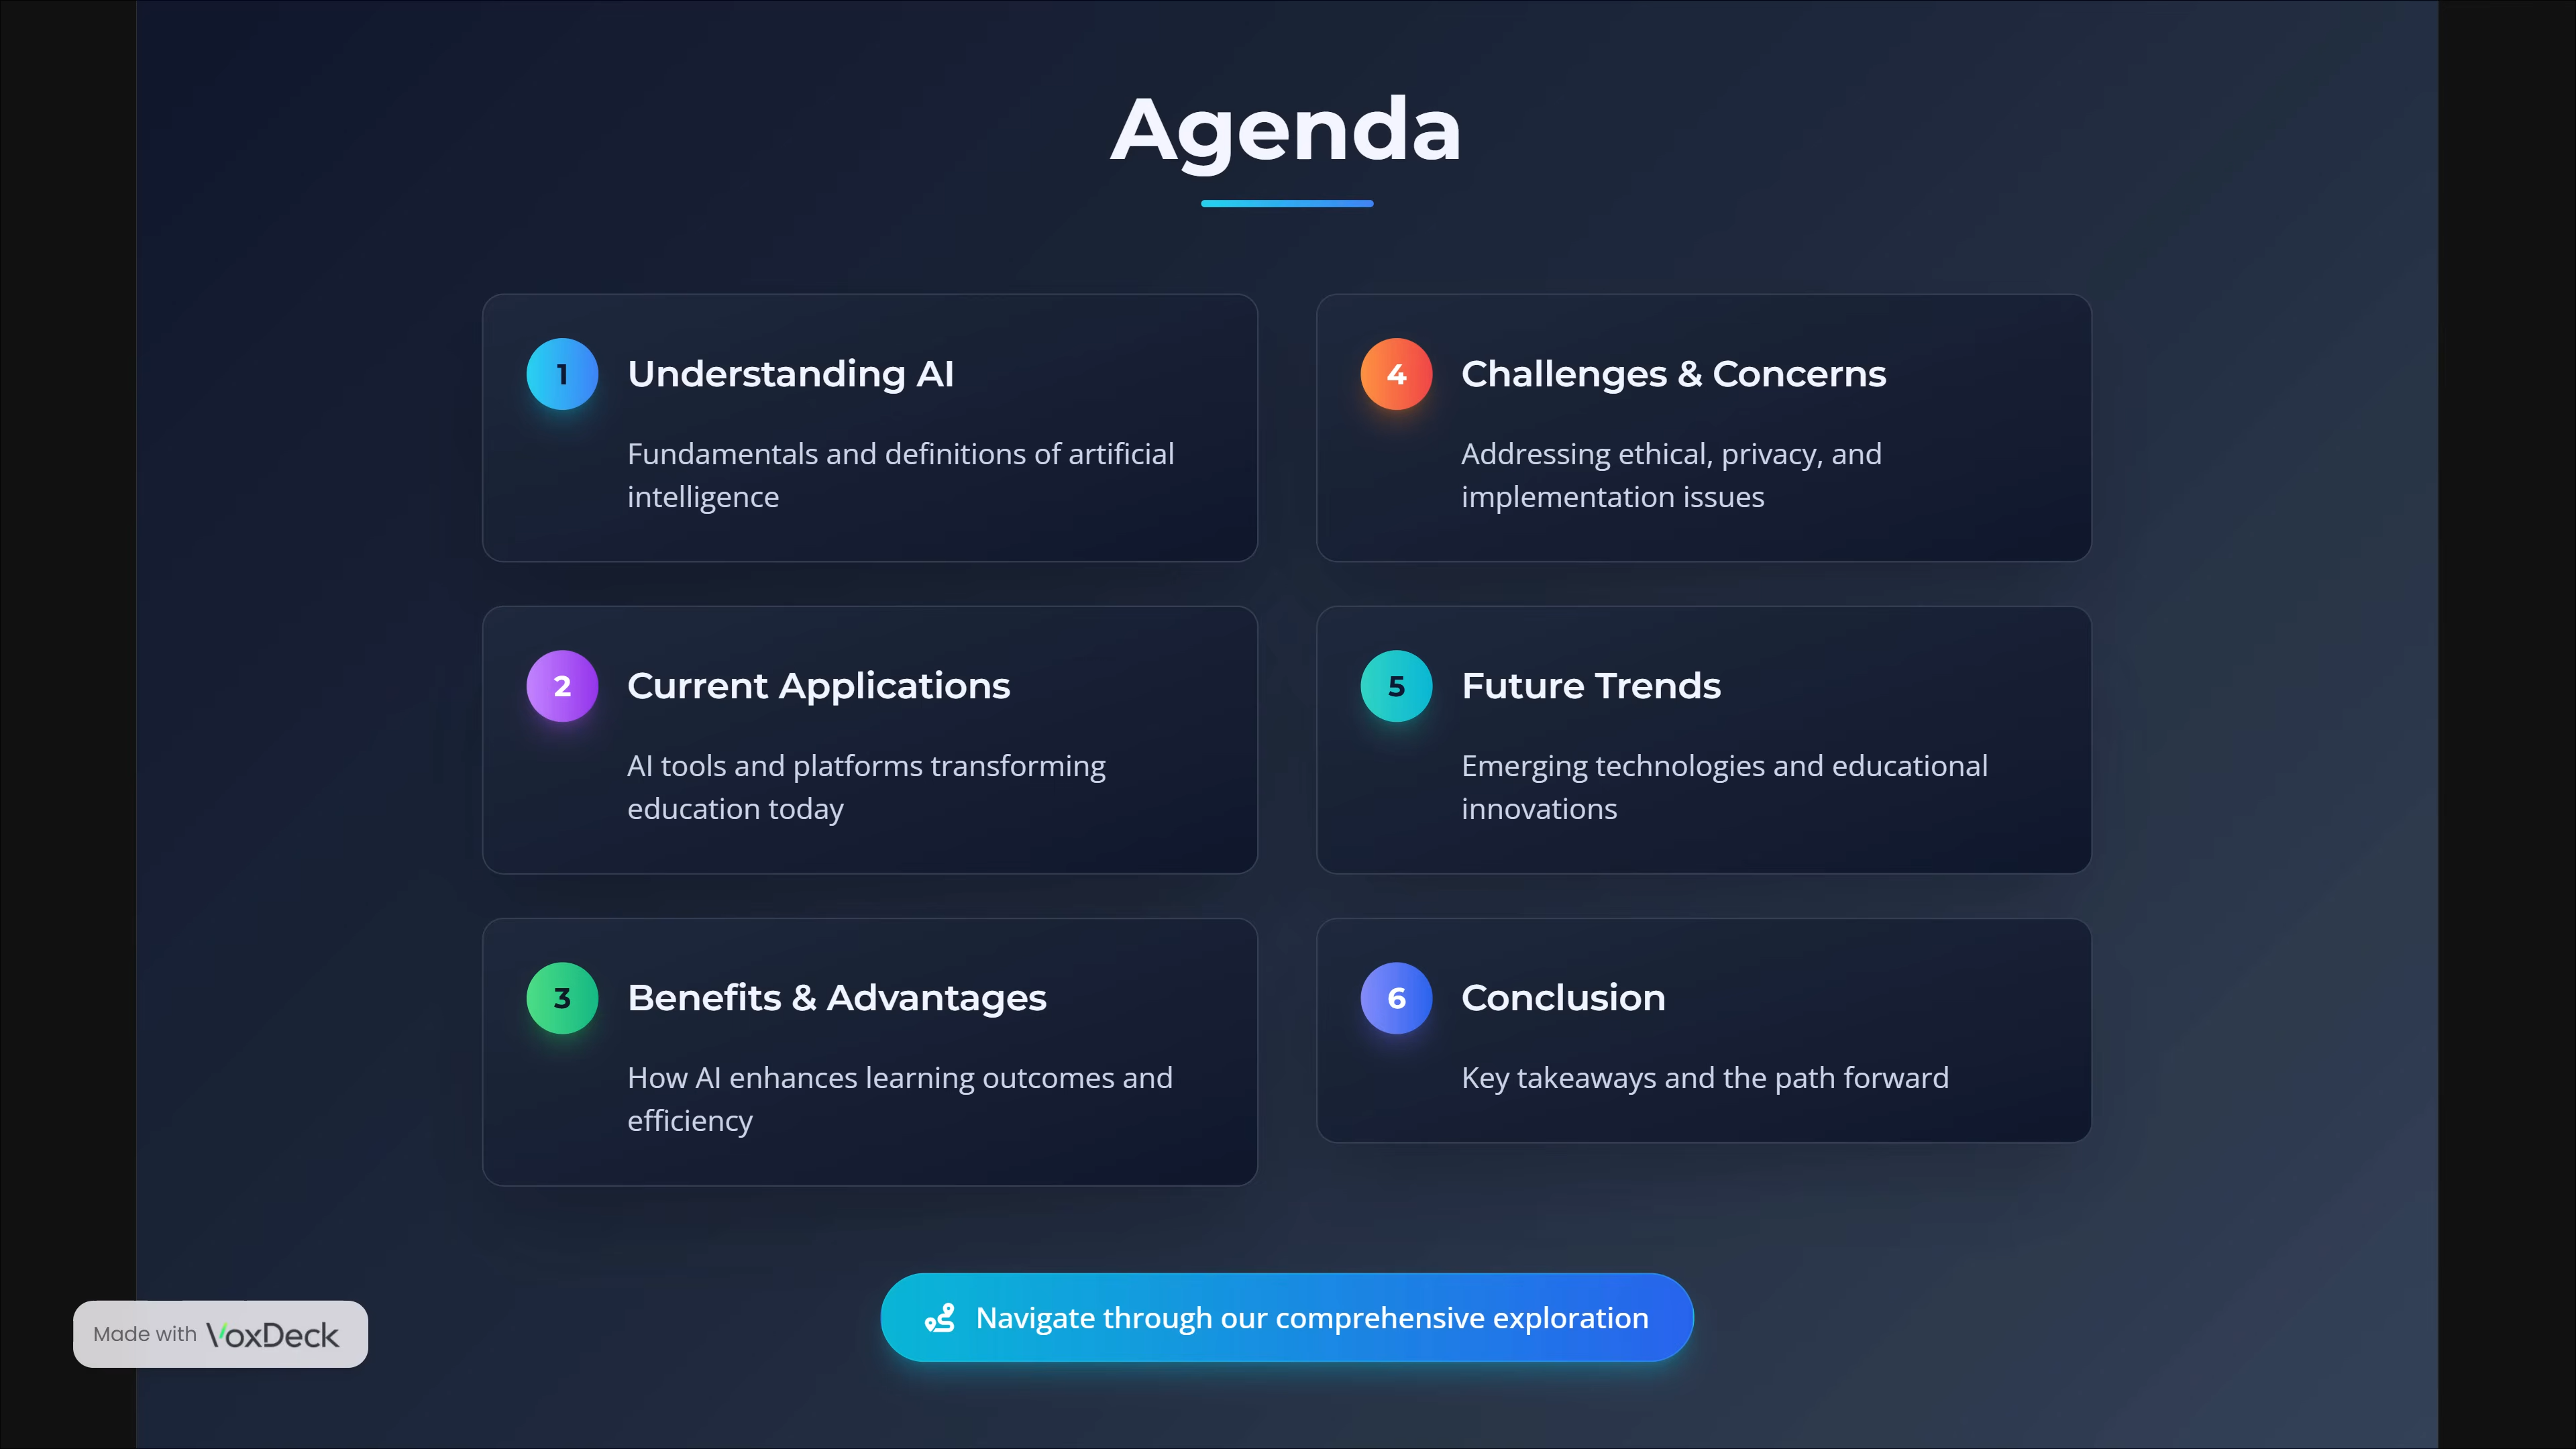 Agenda
1
Understanding AI
Fundamentals and definitions of artificial
intelligence
2
Current Applications
AI tools and platforms transforming
education today
3
Benefits & Advantages
How AI enhances learning outcomes and
efficiency
4
Challenges & Concerns
Addressing ethical, privacy, and
implementation issues
5
Future Trends
Emerging technologies and educational
innovations
6
Conclusion
Key takeaways and the path forward
Navigate through our comprehensive exploration
Made with VoxDeck